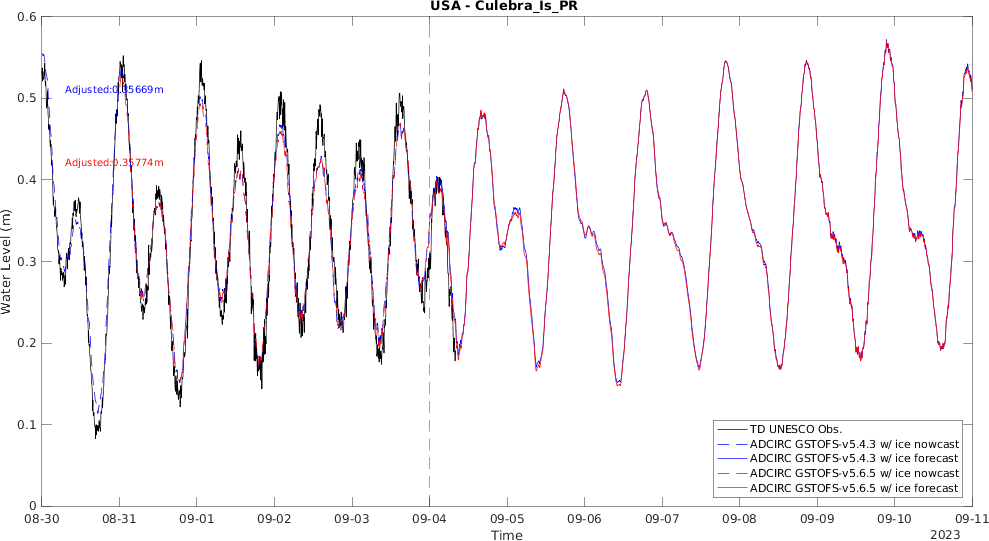 USA - Culebra_Is_PR
0.6
0.5
0.4
0.3
0.2
0.1
0
Water Level (m)
Adjusted:0.35669m
Adjusted:0.35774m
TD UNESCO Obs.
ADCIRC GSTOFS-v5.4.3 w/ ice nowcast
ADCIRC GSTOFS-v5.4.3 w/ ice forecast
ADCIRC GSTOFS-v5.6.5 w/ ice nowcast
ADCIRC GSTOFS-v5.6.5 w/ ice forecast
08-30 08-31 09-01 09-02 09-03 09-04 09-05 09-06 09-07 09-08 09-09 09-10 09-11
Time
2023